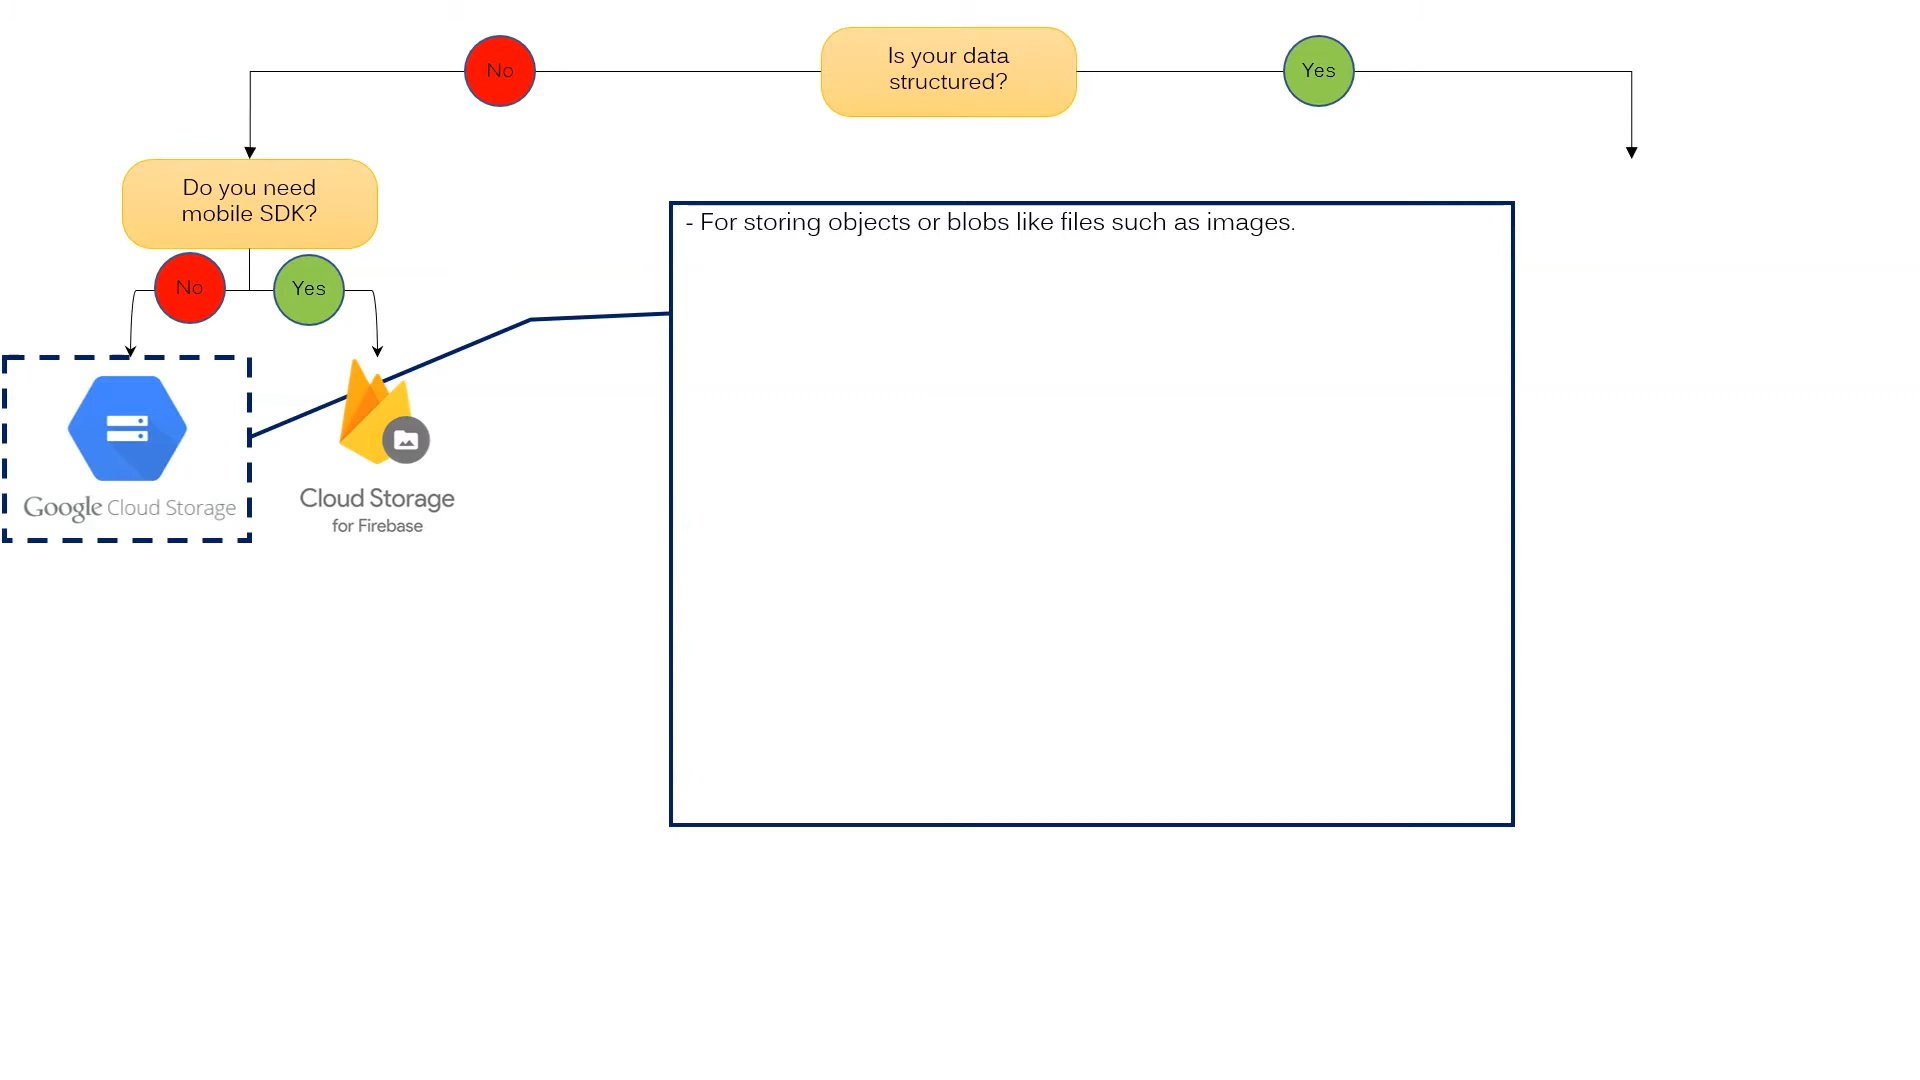 Is your data
structured?
No
Yes
Do you need
mobile SDK?
No
Yes
- For storing objects or blobs like files such as images.
Google Cloud Storage
Cloud Storage
for Firebase